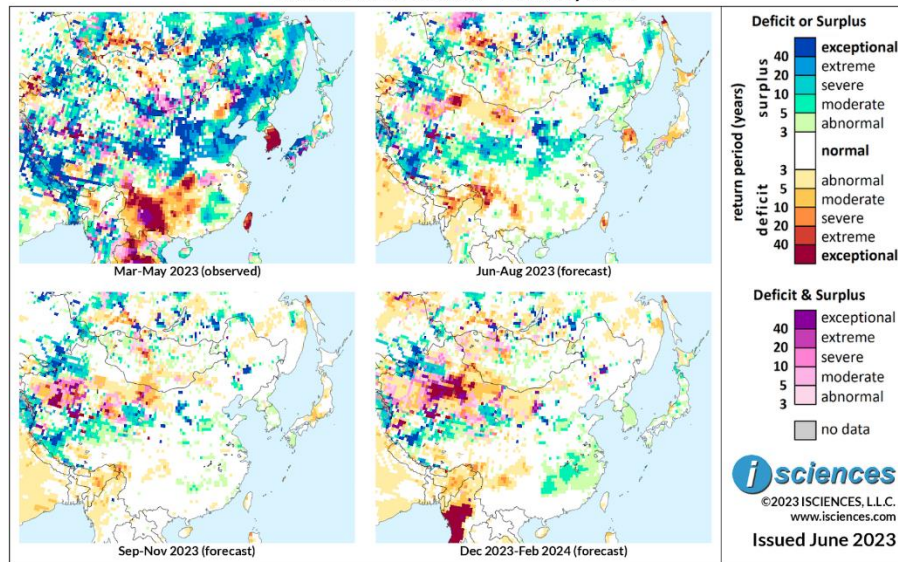 Mar-May 2023 (observed)
Jun-Aug 2023 (forecast)
Sep-Nov 2023 (forecast)
Dec 2023-Feb 2024 (forecast)
Deficit or Surplus
return period (years)
surplus
deficit
exceptional
40
extreme
20
severe
10
moderate
5
abnormal
3
normal
3
abnormal
5
moderate
10
severe
20
extreme
40
exceptional
Deficit & Surplus
exceptional
40
extreme
20
severe
10
moderate
5
abnormal
3
no data
i sciences
©2023 ISCIENCES, L.L.C.
www.isciences.com
Issued June 2023